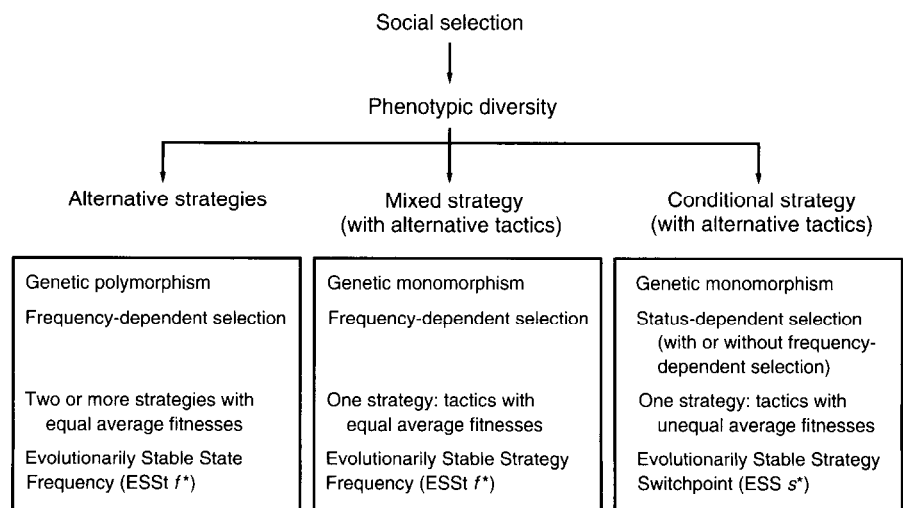 Social selection
Phenotypic diversity
Alternative strategies
Mixed strategy
(with alternative tactics)
Conditional strategy
(with alternative tactics)
Genetic polymorphism
Frequency-dependent selection
Two or more strategies with
equal average fitnesses
Evolutionarily Stable State
Frequency (ESSt f*)
Genetic monomorphism
Frequency-dependent selection
One strategy: tactics with
equal average fitnesses
Evolutionarily Stable Strategy
Frequency (ESSt f*)
Genetic monomorphism
Status-dependent selection
(with or without frequency-
dependent selection)
One strategy: tactics with
unequal average fitnesses
Evolutionarily Stable Strategy
Switchpoint (ESS s*)